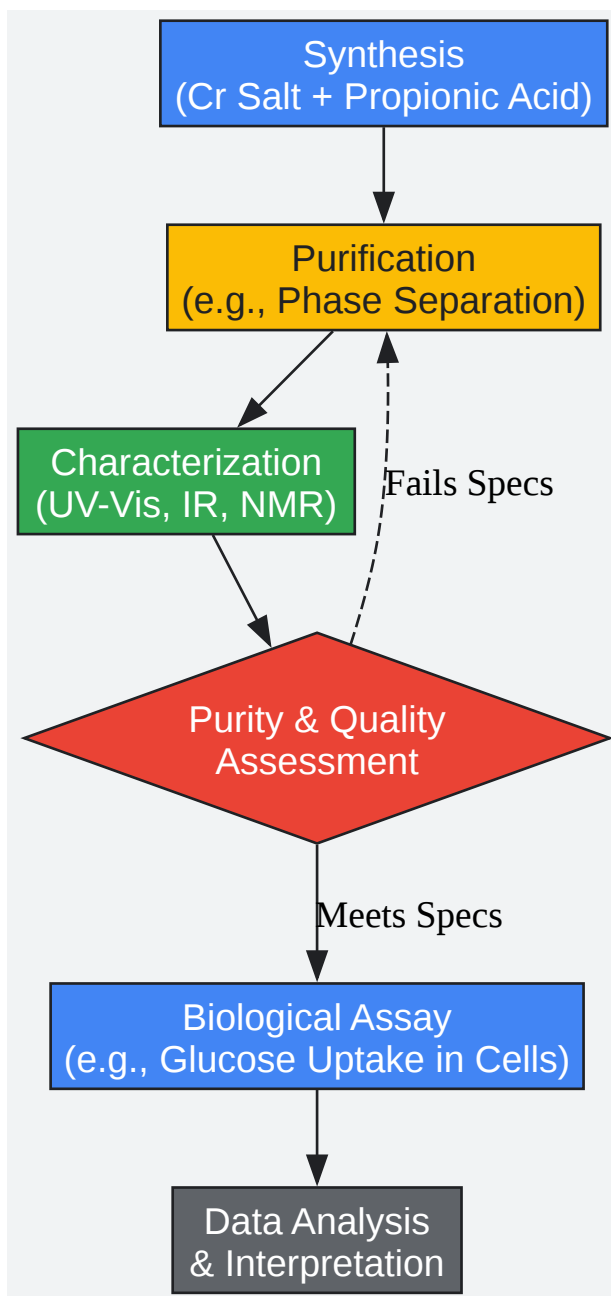 Synthesis
(Cr Salt + Propionic Acid)
Purification
(e.g., Phase Separation)
Characterization
(UV-Vis, IR, NMR)
Fails Specs
Purity & Quality
Assessment
Meets Specs
Biological Assay
(e.g., Glucose Uptake in Cells)
Data Analysis
& Interpretation